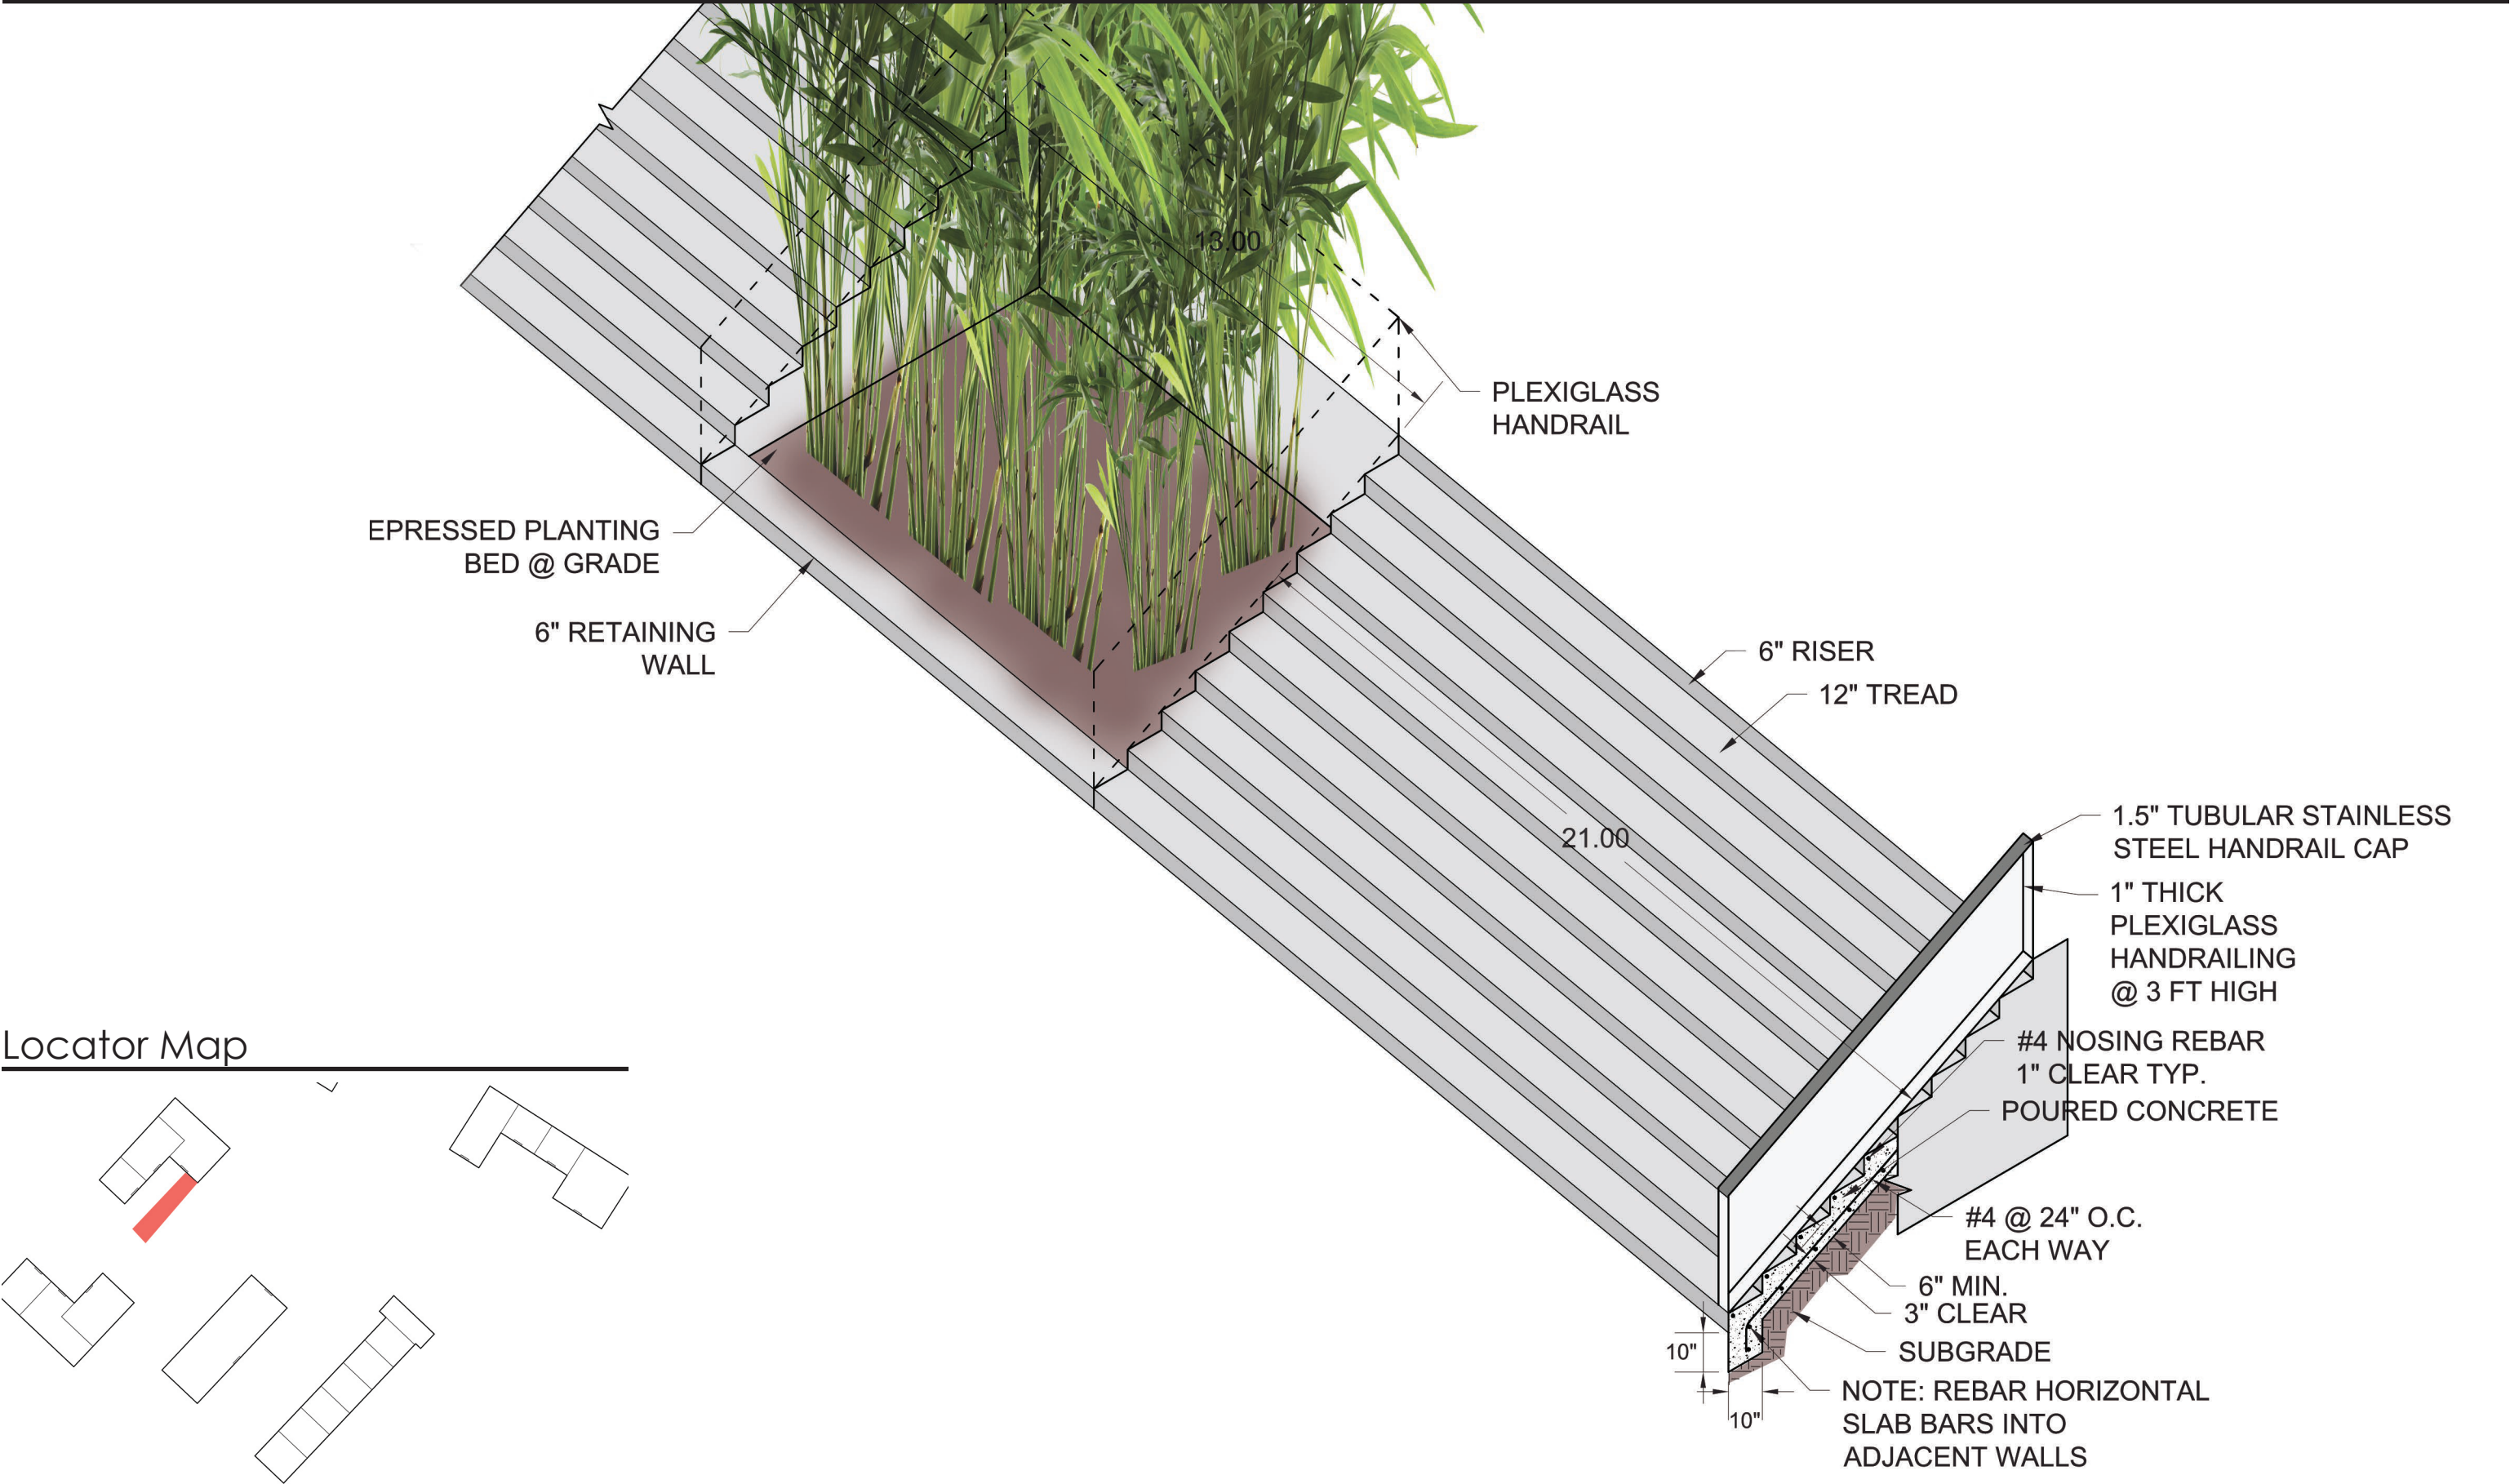 13.00
PLEXIGLASS
HANDRAIL
EPRESSED PLANTING
BED @ GRADE
6" RETAINING
WALL
6" RISER
12" TREAD
21.00
1.5" TUBULAR STAINLESS
STEEL HANDRAIL CAP
1" THICK
PLEXIGLASS
HANDRAILING
@ 3 FT HIGH
#4 NOSING REBAR
1" CLEAR TYP.
POURED CONCRETE
#4 @ 24" O.C.
EACH WAY
6" MIN.
3" CLEAR
SUBGRADE
10"
10"
NOTE: REBAR HORIZONTAL
SLAB BARS INTO
ADJACENT WALLS
Locator Map